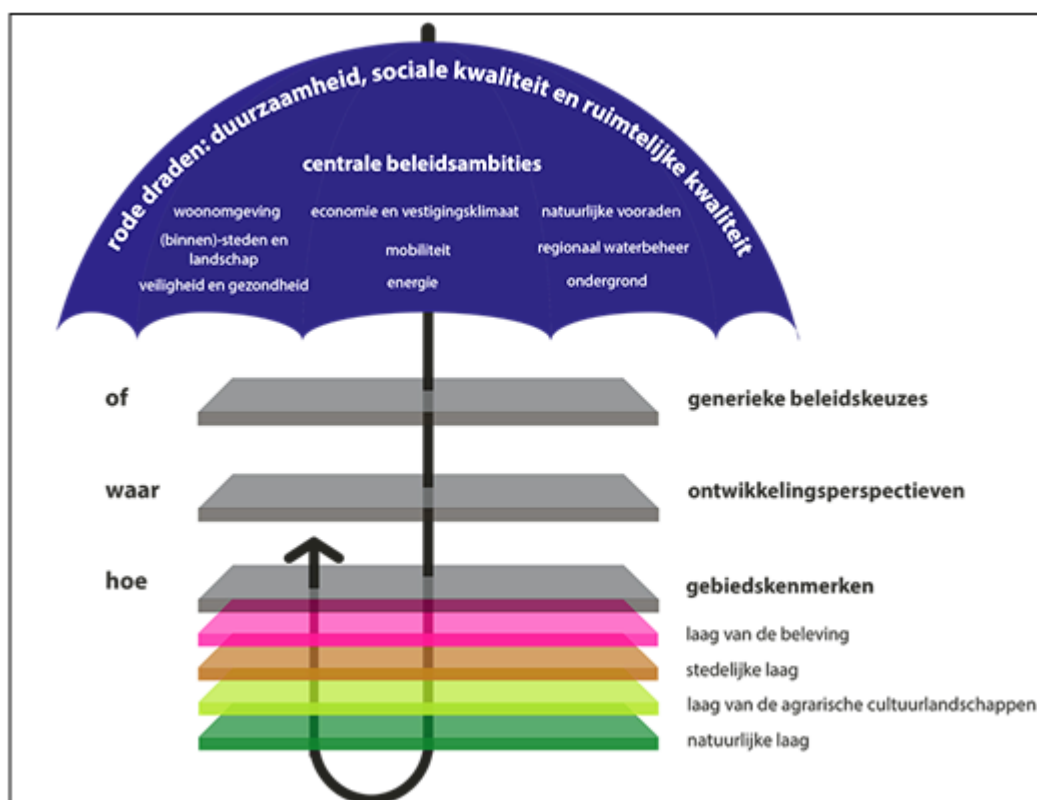 rode draden: duurzaamheid, sociale kwaliteit en ruimtelijke kwaliteit
centrale beleidsambities
woonomgeving
economie en vestigingsklimaat
natuurlijke vooraden
(binnen)-steden en
landschap
mobiliteit
regionaal waterbeheer
veiligheid en gezondheid
energie
ondergrond
of
generieke beleidskeuzes
waar
ontwikkelingsperspectieven
hoe
gebiedskenmerken
laag van de beleving
stedelijke laag
laag van de agrarische cultuurlandschappen
natuurlijke laag